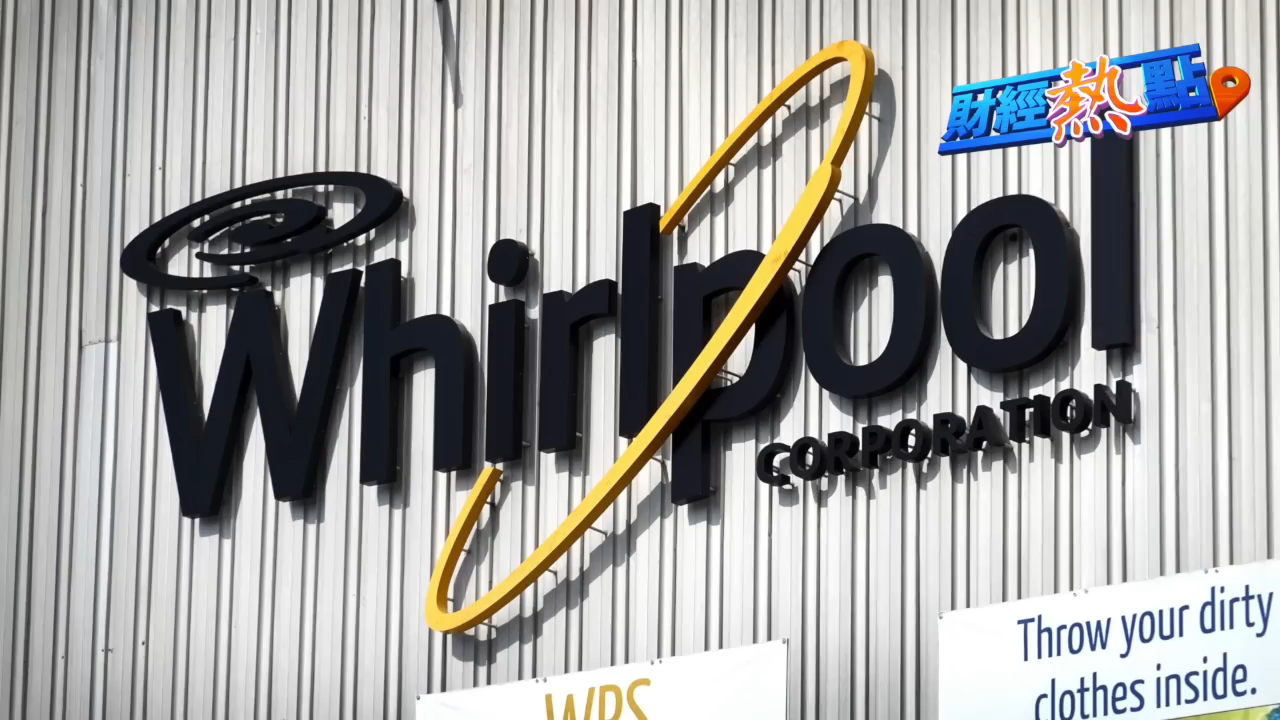 財經熱點
Whirlpool
CORPORATION
WPS
Throw your dirty
clothes inside.